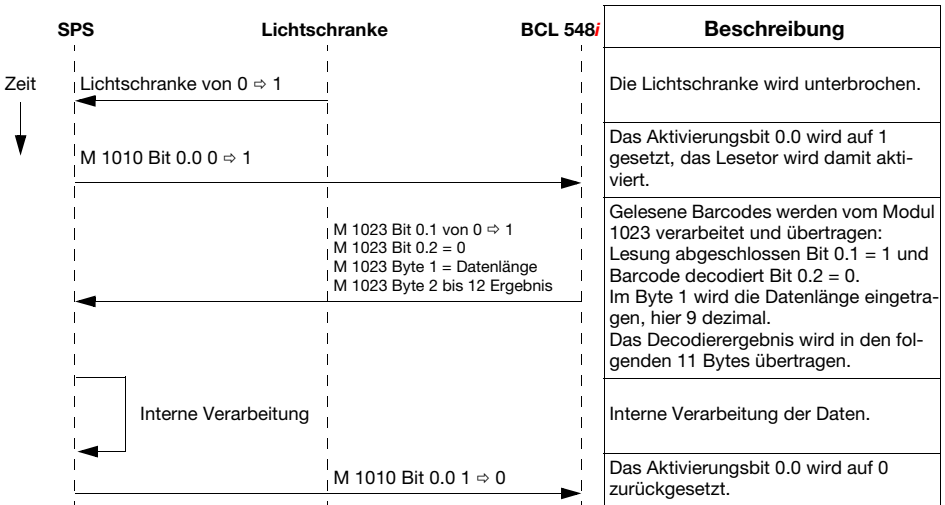 SPS Lichtschranke BCL 548i Beschreibung
Zeit
Lichtschranke von 0 ⇨ 1
Die Lichtschranke wird unterbrochen.
M 1010 Bit 0.0 0 ⇨ 1
Das Aktivierungsbit 0.0 wird auf 1
gesetzt, das Lesetor wird damit akti-
viert.
M 1023 Bit 0.1 von 0 ⇨ 1
M 1023 Bit 0.2 = 0
M 1023 Byte 1 = Datenlänge
M 1023 Byte 2 bis 12 Ergebnis
Gelesene Barcodes werden vom Modul
1023 verarbeitet und übertragen:
Lesung abgeschlossen Bit 0.1 = 1 und
Barcode decodiert Bit 0.2 = 0.
Im Byte 1 wird die Datenlänge eingetra-
gen, hier 9 dezimal.
Das Decodierergebnis wird in den fol-
genden 11 Bytes übertragen.
Interne Verarbeitung
Interne Verarbeitung der Daten.
M 1010 Bit 0.0 1 ⇨ 0
Das Aktivierungsbit 0.0 wird auf 0
zurückgesetzt.